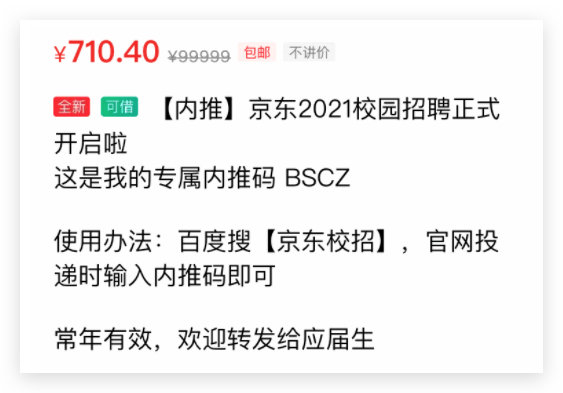 ¥710.40 ¥99999 包邮 不讲价
全新 可借 【内推】京东2021校园招聘正式
开启啦
这是我的专属内推码 BSCZ
使用办法：百度搜【京东校招】，官网投
递时输入内推码即可
常年有效，欢迎转发给应届生